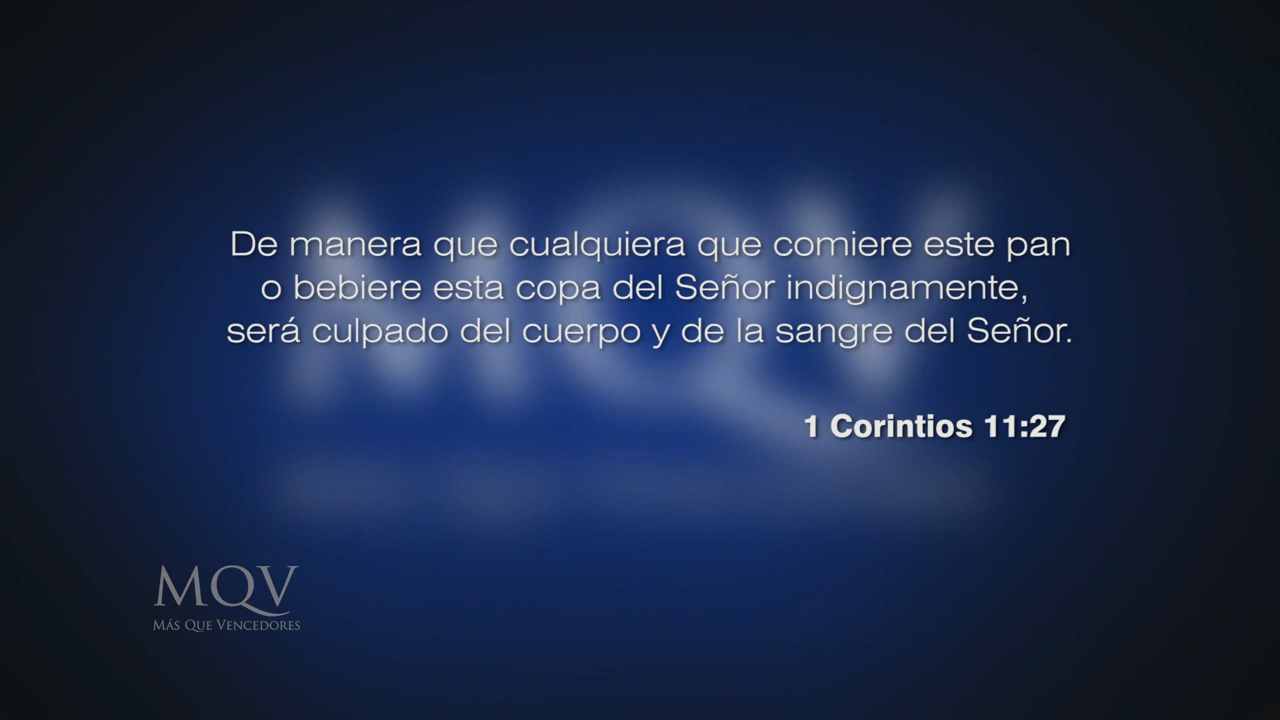 De manera que cualquiera que comiere este pan
o bebiere esta copa del Señor indignamente,
será culpado del cuerpo y de la sangre del Señor.
1 Corintios 11:27
MQV
MÁS QUE VENCEDORES